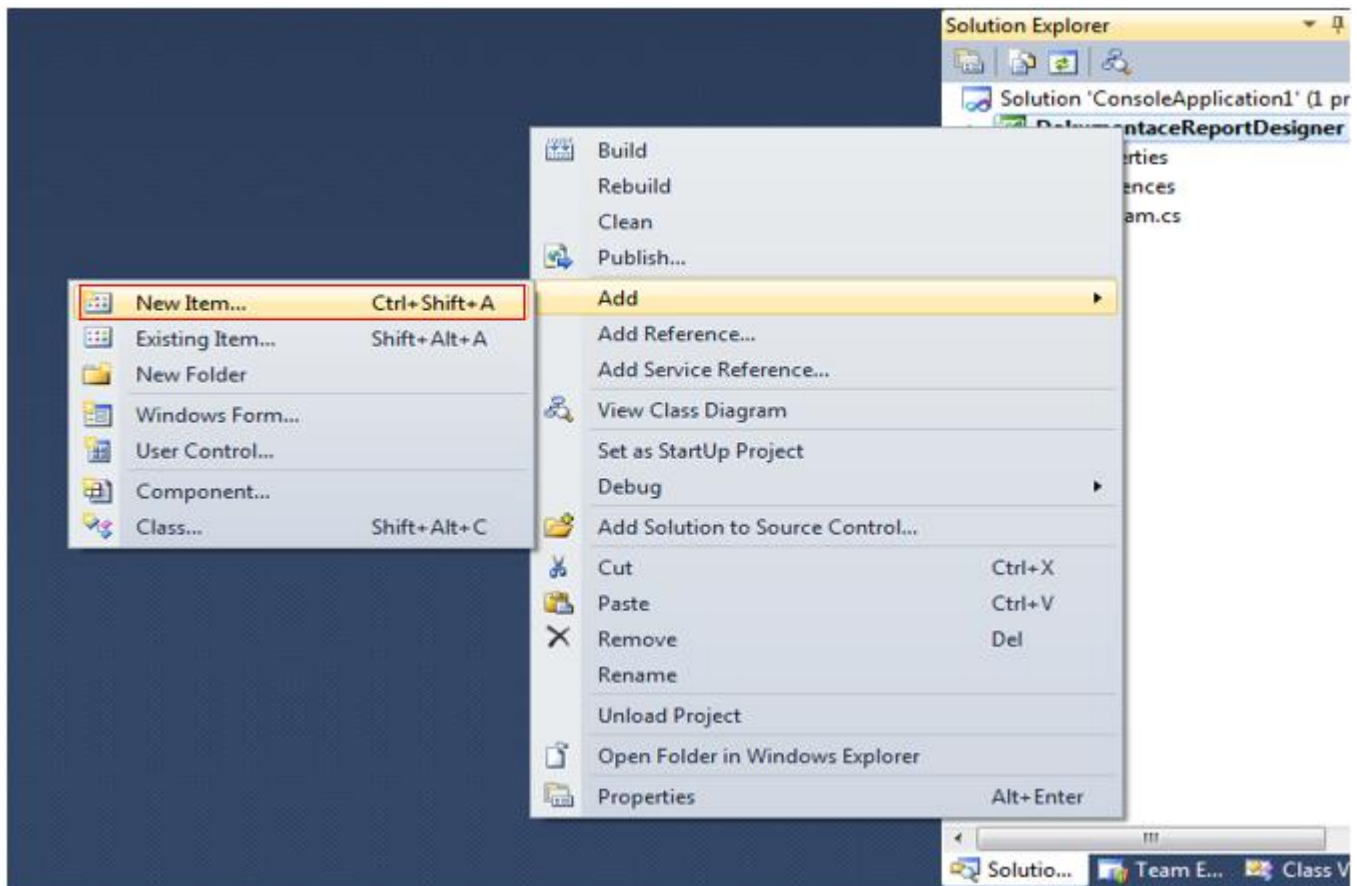 Solution Explorer
Solution 'ConsoleApplication1' (1 pr
DokumentaceReportDesigner
erties
ences
am.cs
Build
Rebuild
Clean
Publish...
Add
Add Reference...
Add Service Reference...
View Class Diagram
Set as StartUp Project
Debug
Add Solution to Source Control...
Cut Ctrl+X
Paste Ctrl+V
Remove Del
Rename
Unload Project
Open Folder in Windows Explorer
Properties Alt+Enter
New Item... Ctrl+Shift+A
Existing Item... Shift+Alt+A
New Folder
Windows Form...
User Control...
Component...
Class... Shift+Alt+C
Solutio... Team E... Class V